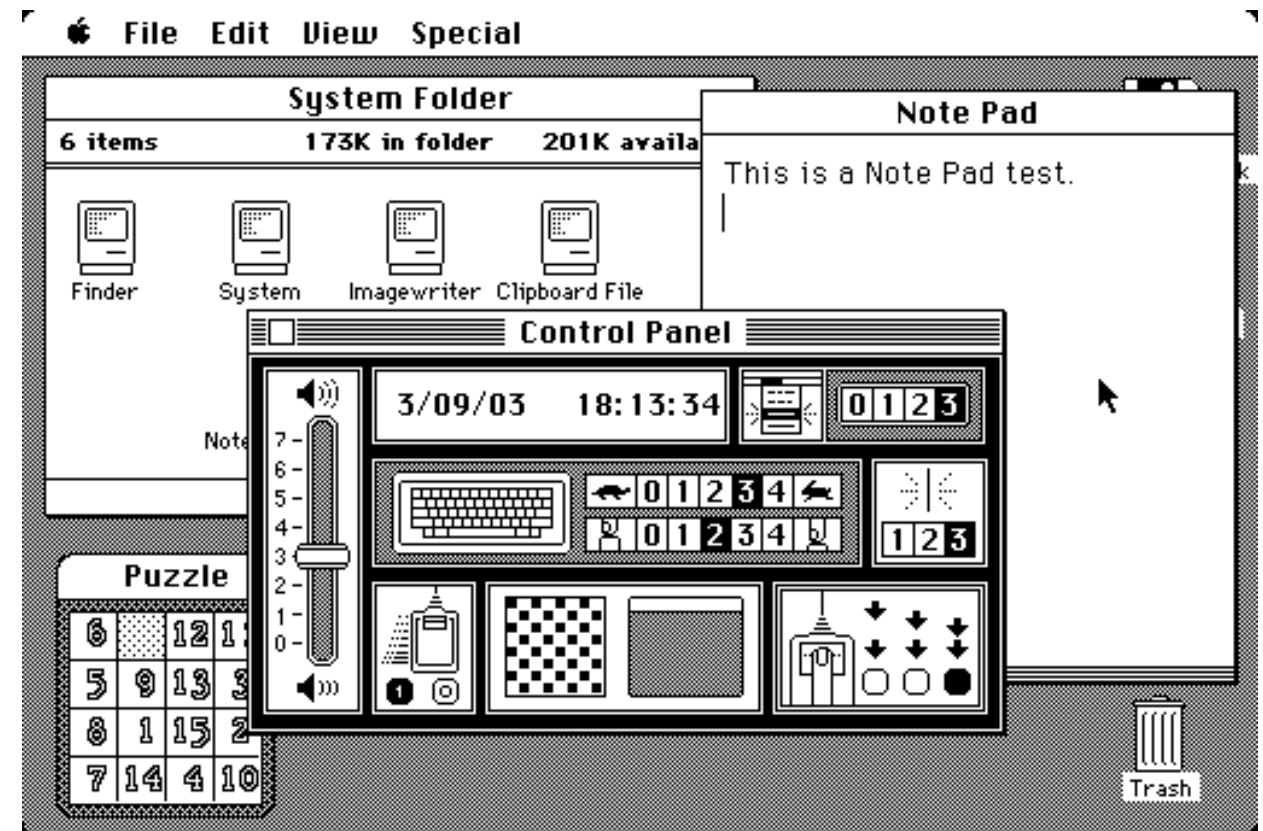 File Edit View Special
System Folder
6 items 173K in folder 201K availa
Finder
System
Imagewriter
Clipboard File
Note
Note Pad
This is a Note Pad test.
k
Control Panel
3/09/03 18:13:34
0 1 2 3
7
6
5
4
3
2
1
0
0 1 2 3 4
0 1 2 3 4
1 2 3
1
Puzzle
6 12
5 9 13 3
8 1 15 2
7 14 4 10
Trash